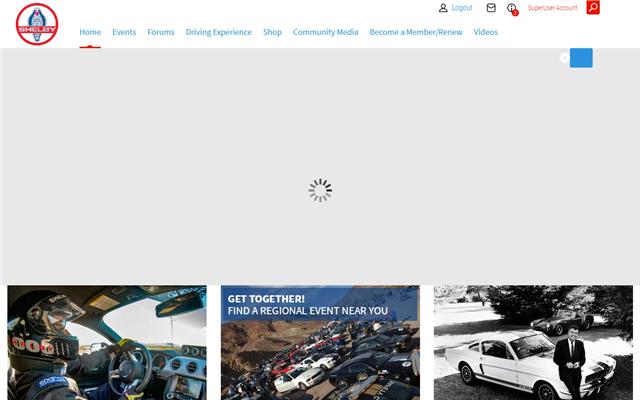 SHELBY
Logout
SuperUser Account
Home
Events
Forums
Driving Experience
Shop
Community Media
Become a Member/Renew
Videos
GET TOGETHER!
FIND A REGIONAL EVENT NEAR YOU